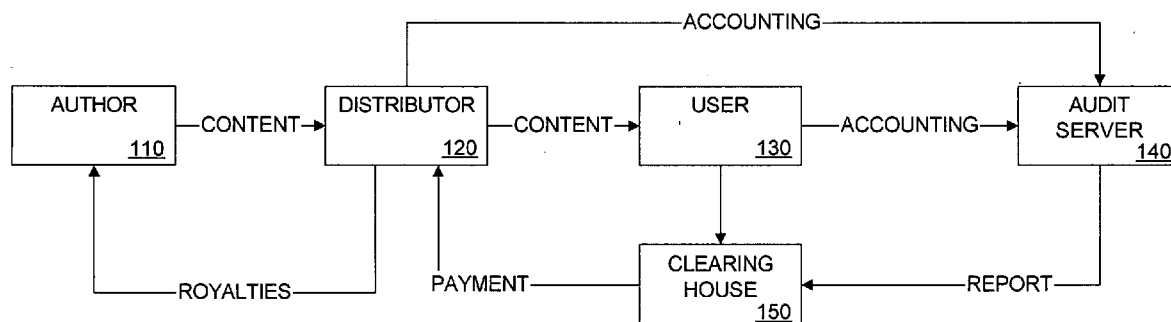 ACCOUNTING
AUTHOR
110
CONTENT
DISTRIBUTOR
120
CONTENT
USER
130
ACCOUNTING
AUDIT
SERVER
140
ROYALTIES
PAYMENT
CLEARING
HOUSE
150
REPORT